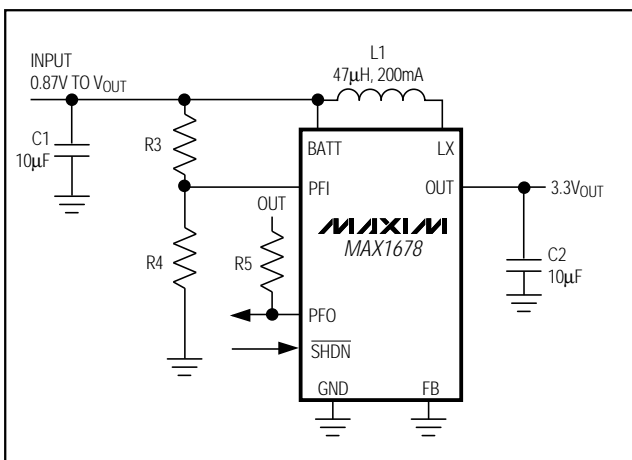 L1
47μH, 200mA
INPUT
0.87V TO VOUT
C1
10μF
R3
BATT
LX
PFI
OUT
3.3VOUT
OUT
MAXIM
MAX1678
R4
R5
C2
10μF
PFO
SHDN
GND
FB